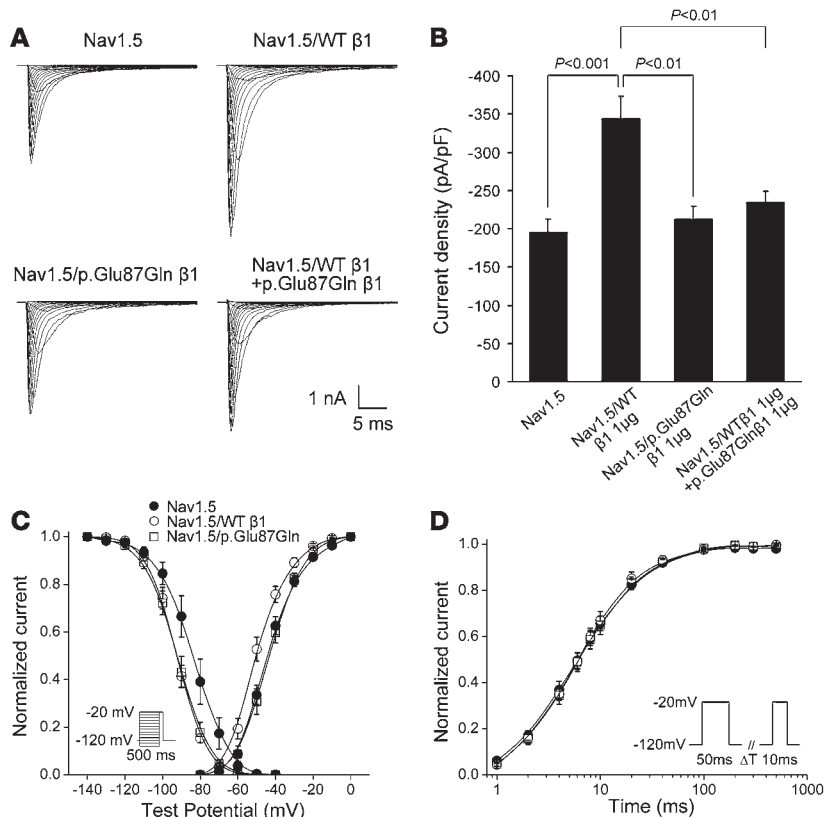 A
Nav1.5
Nav1.5/WT β1
Nav1.5/p.Glu87Gln β1
Nav1.5/WT β1
+p.Glu87Gln β1
1 nA
5 ms
B
P<0.01
P<0.001
P<0.01
Current density (pA/pF)
-400
-350
-300
-250
-200
-150
-100
-50
0
Nav1.5
Nav1.5/WT
β1 1μg
Nav1.5/p.Glu87Gln
β1 1μg
Nav1.5/WTβ1 1μg
+p.Glu87Glnβ1 1μg
C
Nav1.5
Nav1.5/WT β1
Nav1.5/p.Glu87Gln
Normalized current
1.0
0.8
0.6
0.4
0.2
0.0
-20 mV
-120 mV
500 ms
-140 -120 -100 -80 -60 -40 -20 0
Test Potential (mV)
D
Normalized current
1.0
0.8
0.6
0.4
0.2
0.0
-20mV
-120mV
//
50ms ΔT 10ms
1 10 100 1000
Time (ms)